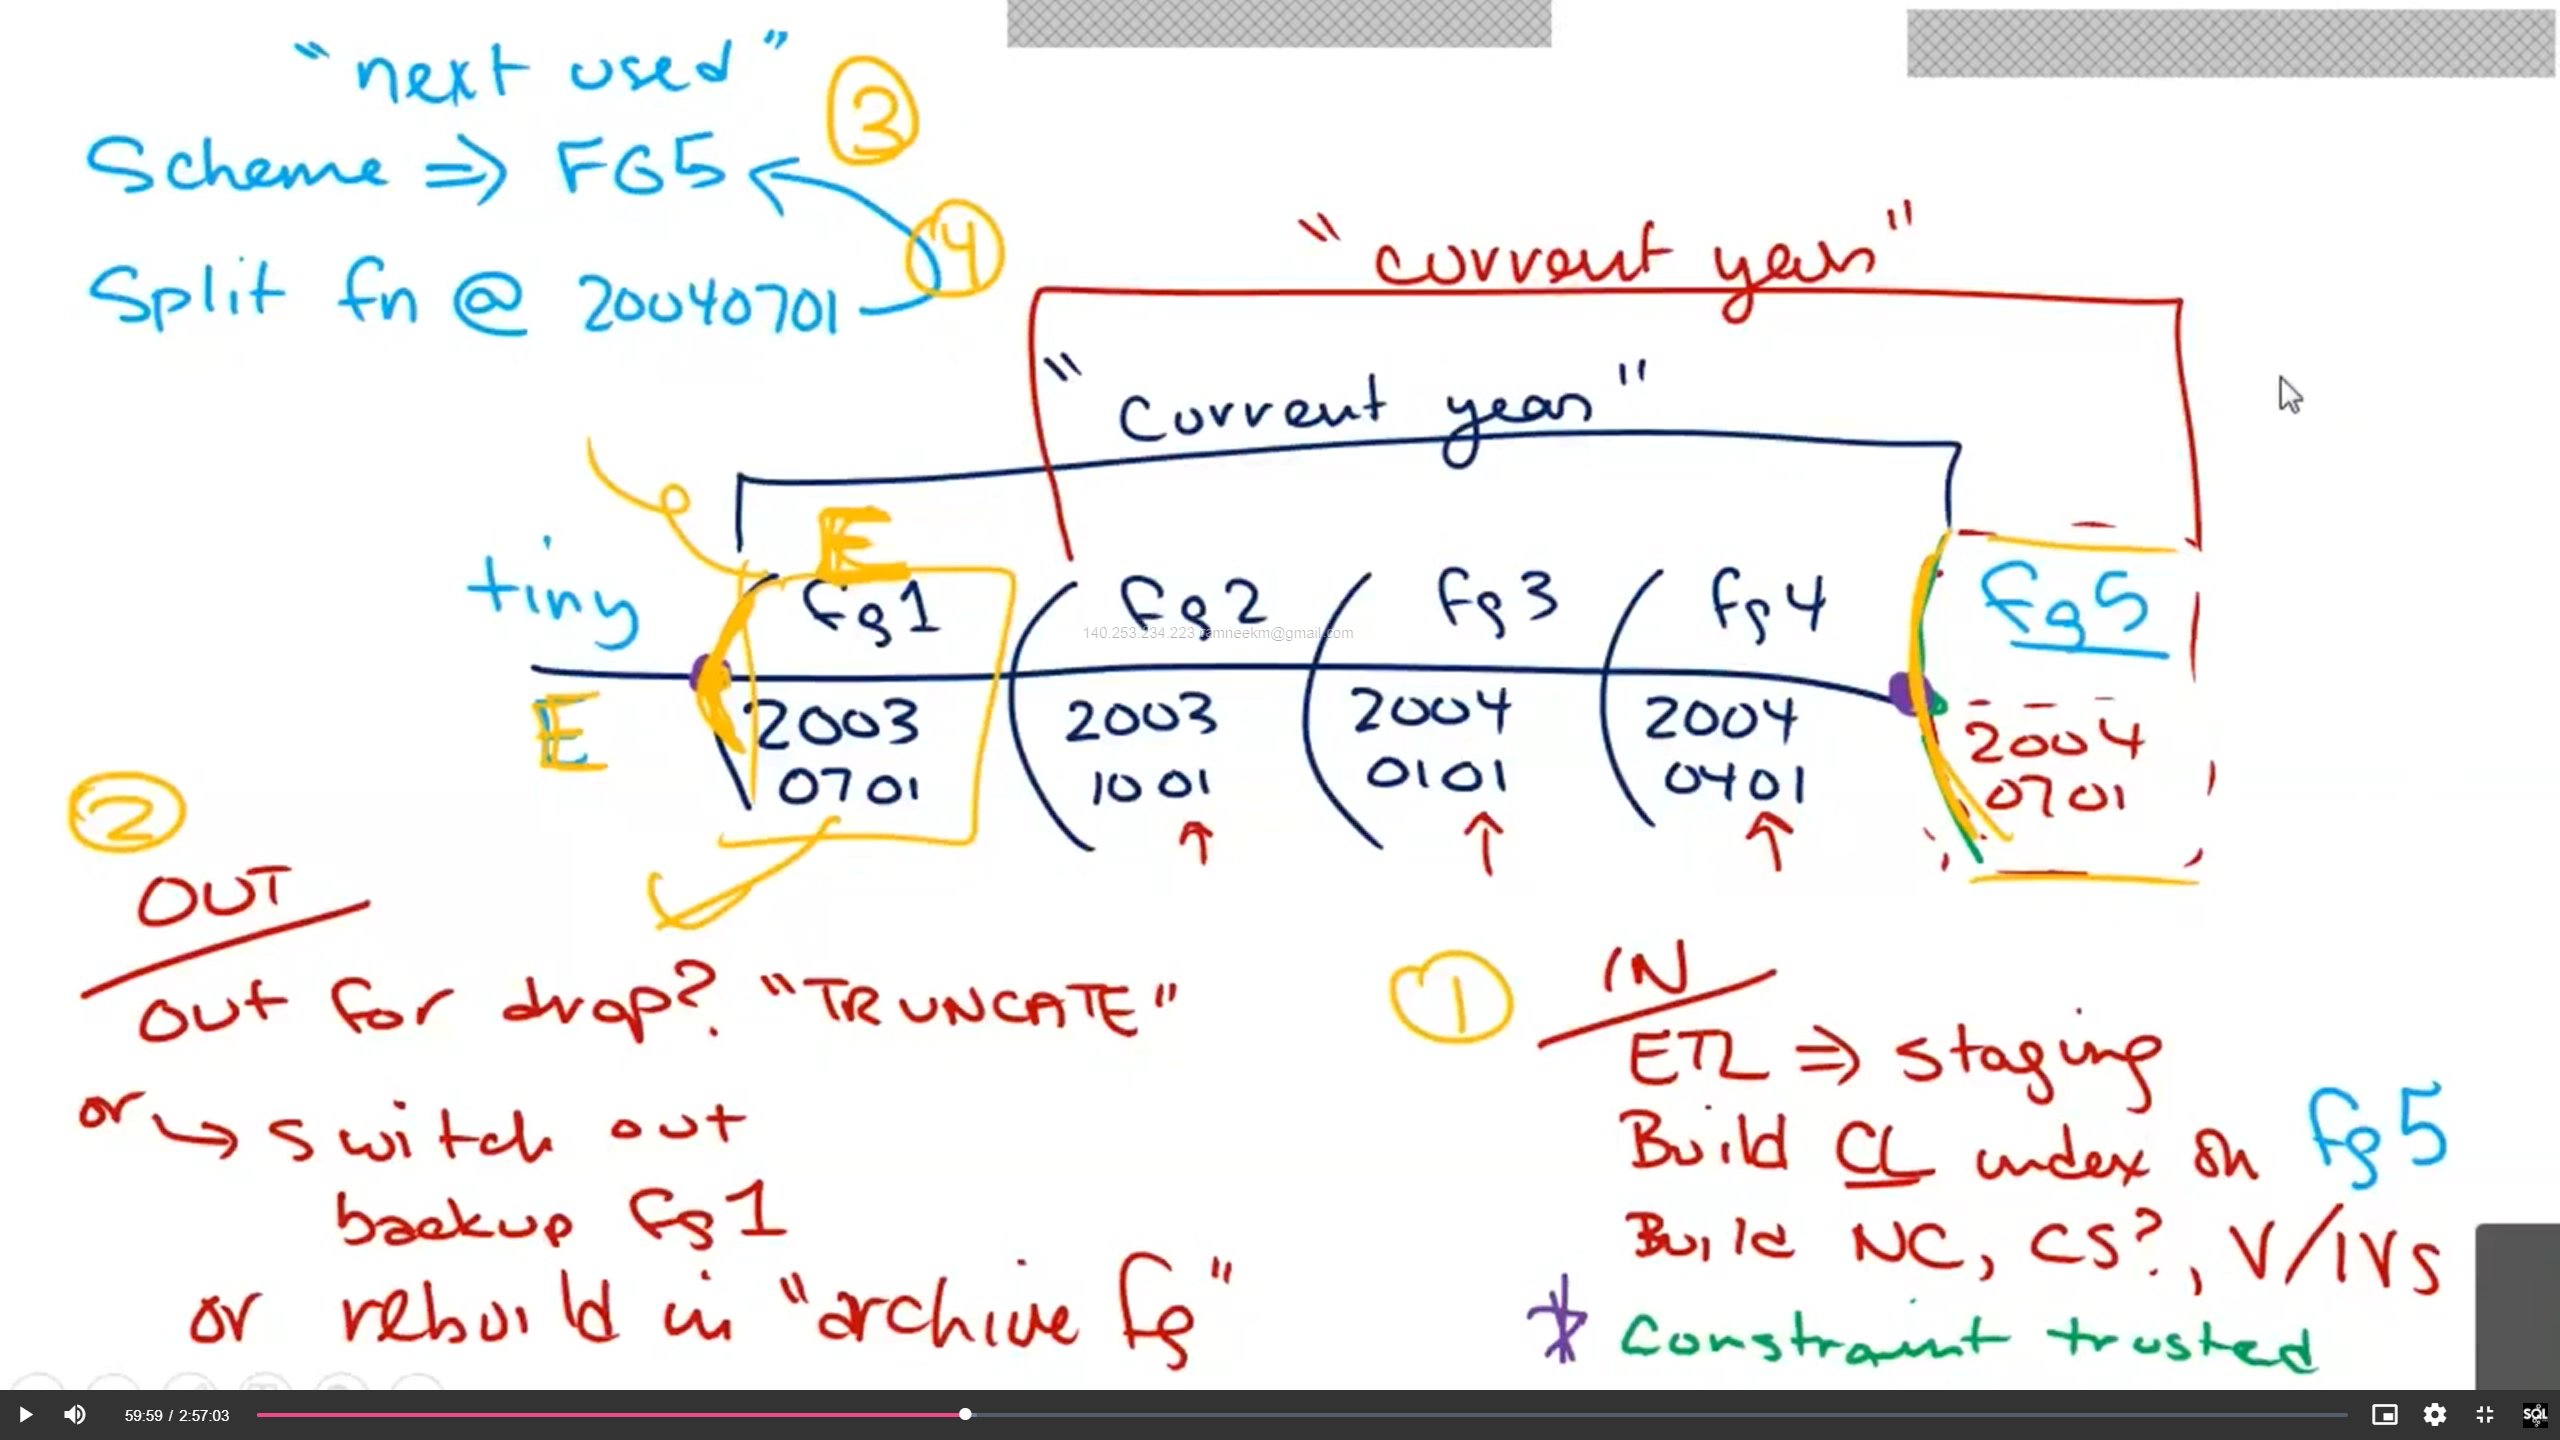 "next used"
3
Scheme => FG5
4
Split fn @ 20040701
"current year"
"Current year"
E
tiny
fg1 fg2 fg3 fg4 fg5
140.253.234.223 ramneekm@gmail.com
E
2003 2003 2004 2004 2004
0701 1001 0101 0401 0701
2
OUT
out for drop? "TRUNCATE"
or → switch out
backup fg1
or rebuild in "archive fg"
1
IN
ETL => staging
Build CL index on fg5
Build NC, CS?, V/IVs
* Constraint trusted
59:59 / 2:57:03
SQL